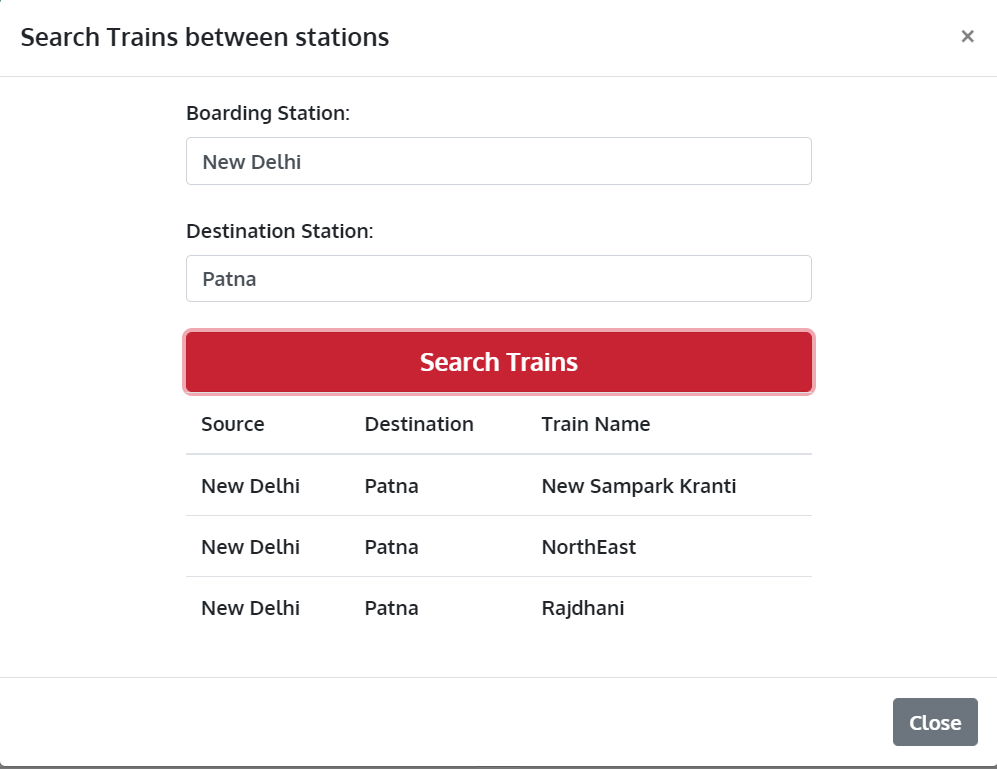 Search Trains between stations ×
Boarding Station:
New Delhi
Destination Station:
Patna
Search Trains
Source Destination Train Name
New Delhi Patna New Sampark Kranti
New Delhi Patna NorthEast
New Delhi Patna Rajdhani
Close